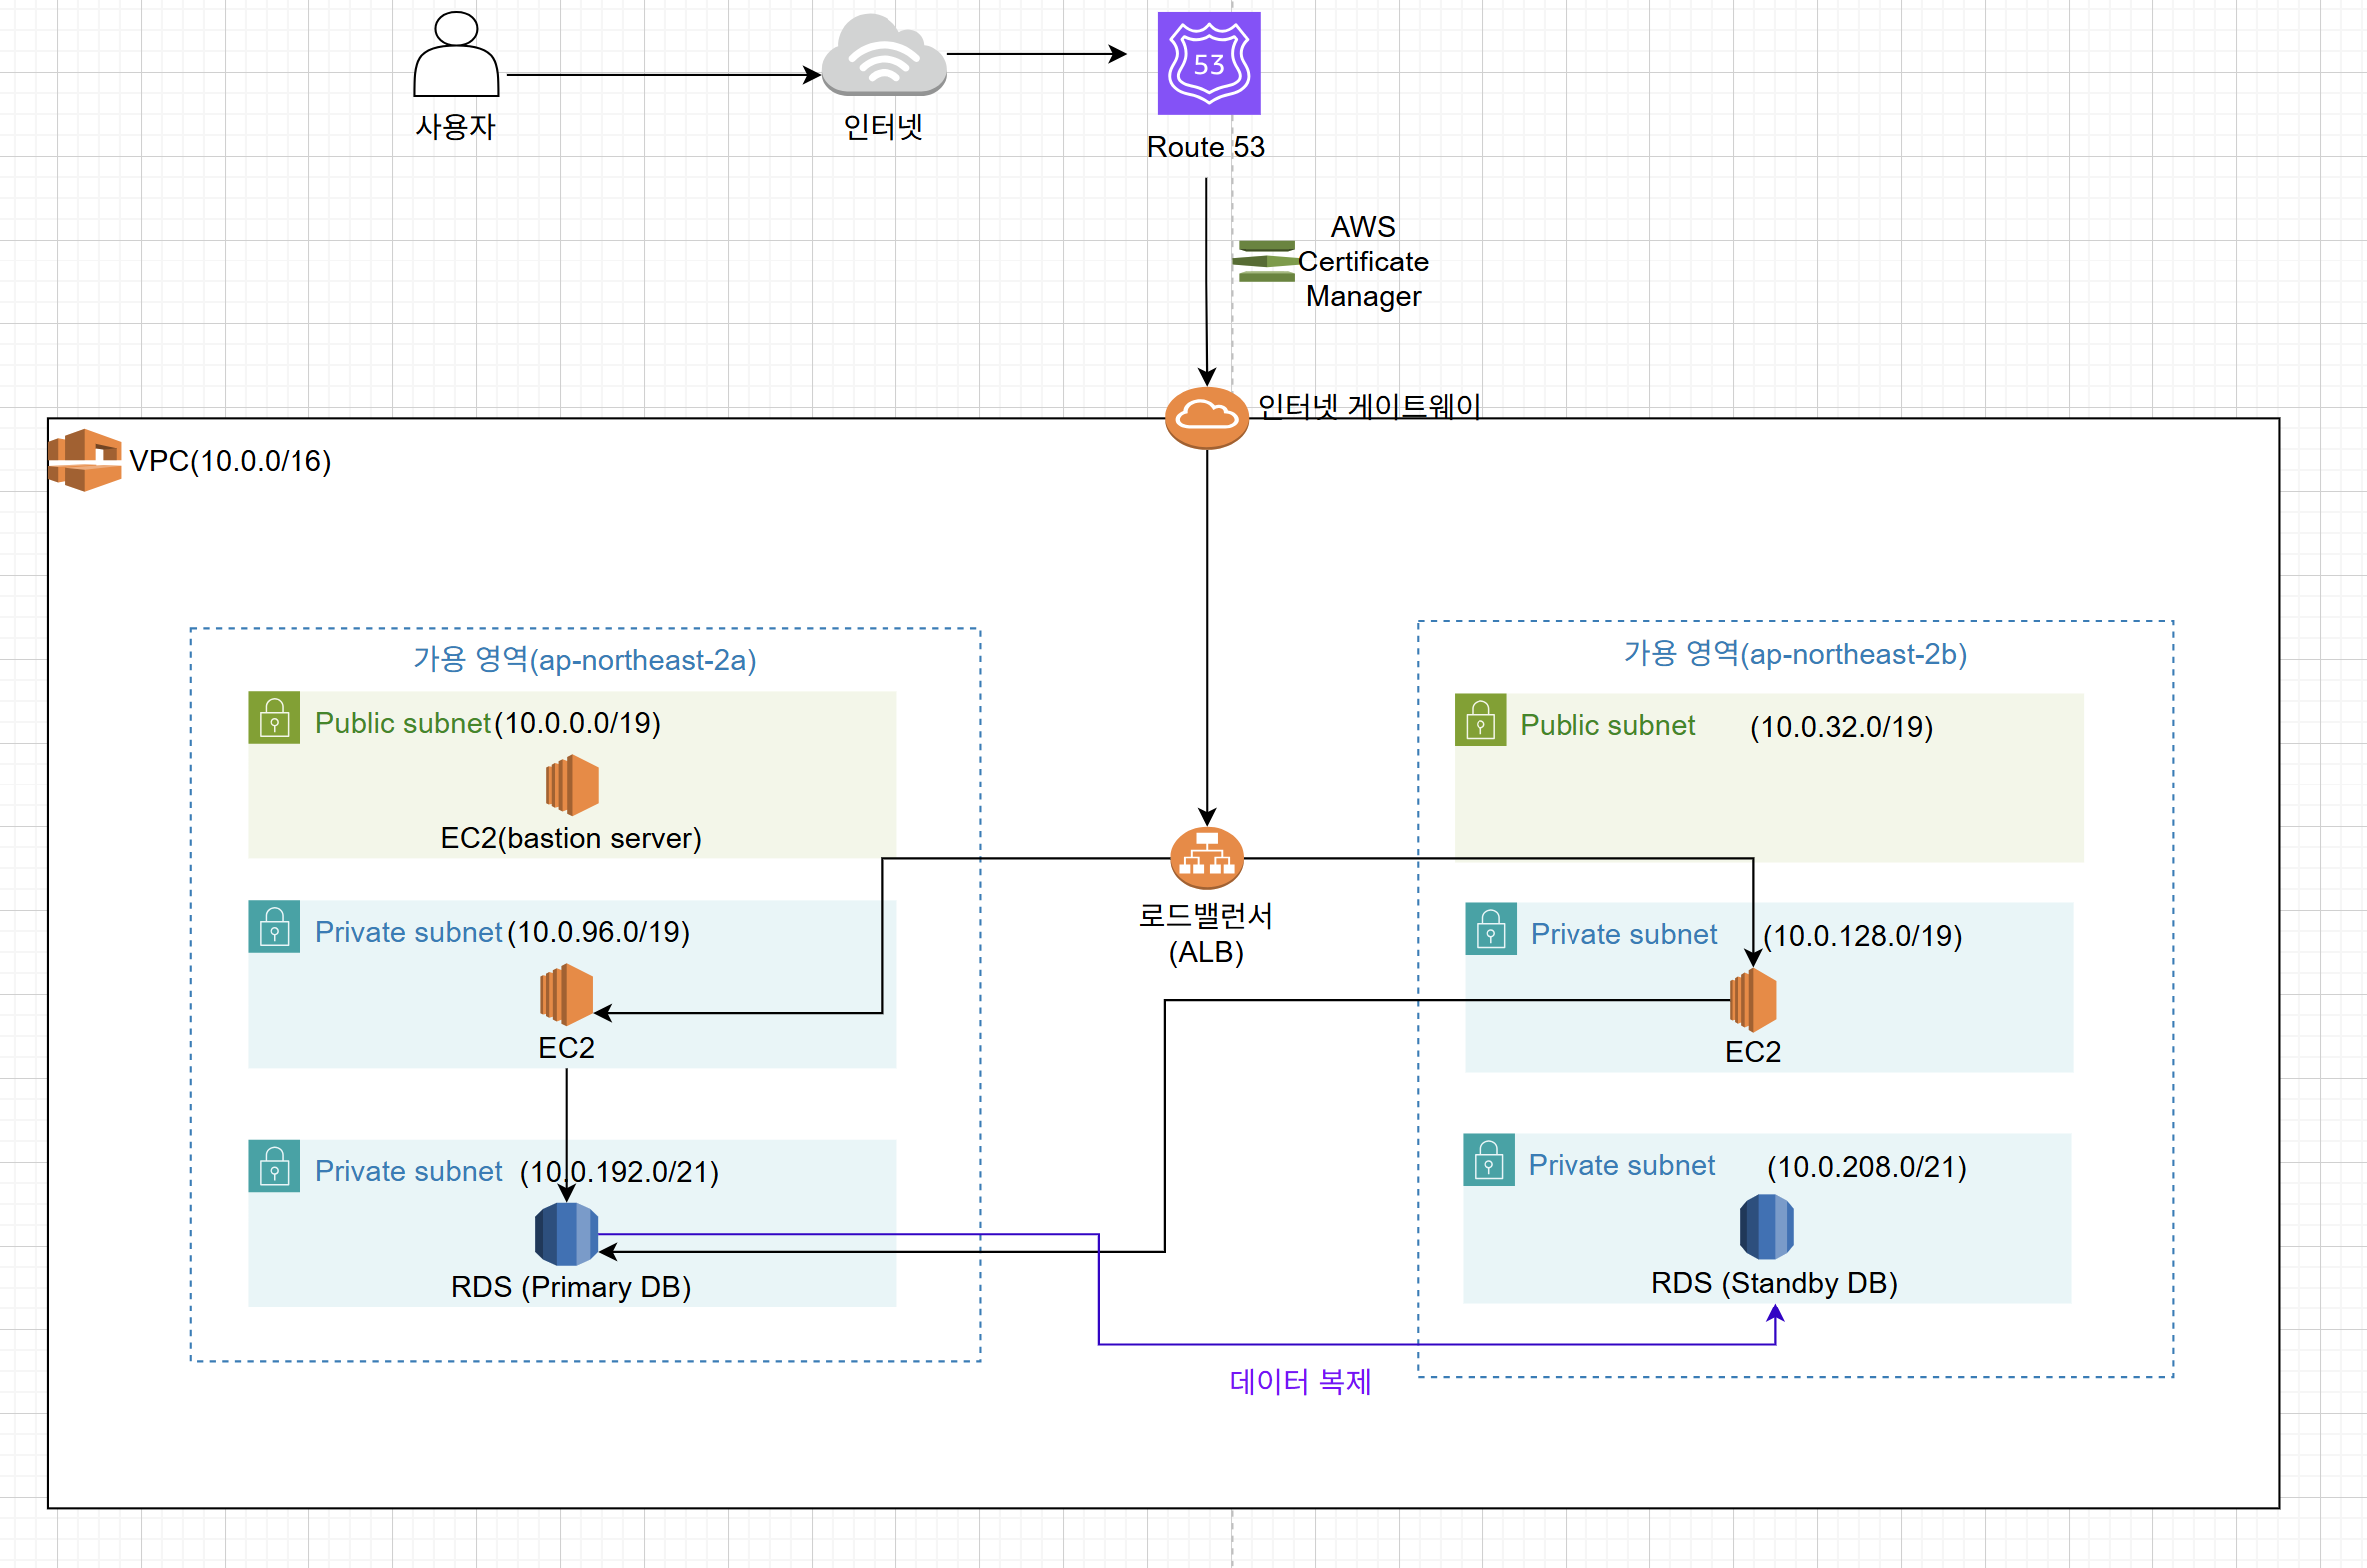 사용자
인터넷
53
Route 53
AWS
Certificate
Manager
인터넷 게이트웨이
VPC(10.0.0/16)
가용 영역(ap-northeast-2a)
Public subnet (10.0.0.0/19)
EC2(bastion server)
Private subnet (10.0.96.0/19)
EC2
Private subnet (10.0.192.0/21)
RDS (Primary DB)
로드밸런서
(ALB)
가용 영역(ap-northeast-2b)
Public subnet (10.0.32.0/19)
Private subnet (10.0.128.0/19)
EC2
Private subnet (10.0.208.0/21)
RDS (Standby DB)
데이터 복제